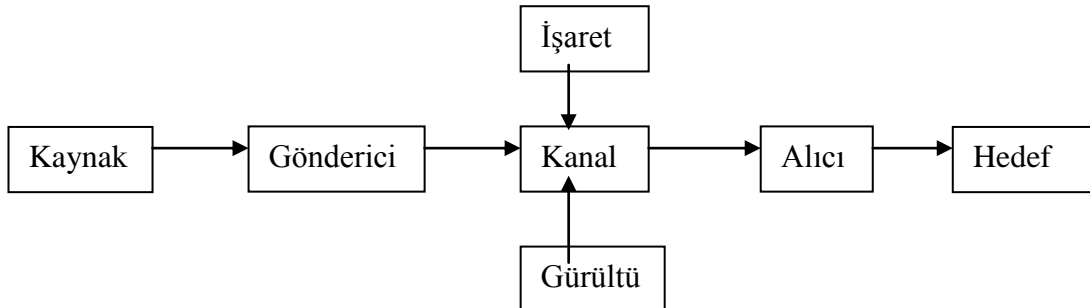 İşaret
Kaynak
Gönderici
Kanal
Alıcı
Hedef
Gürültü